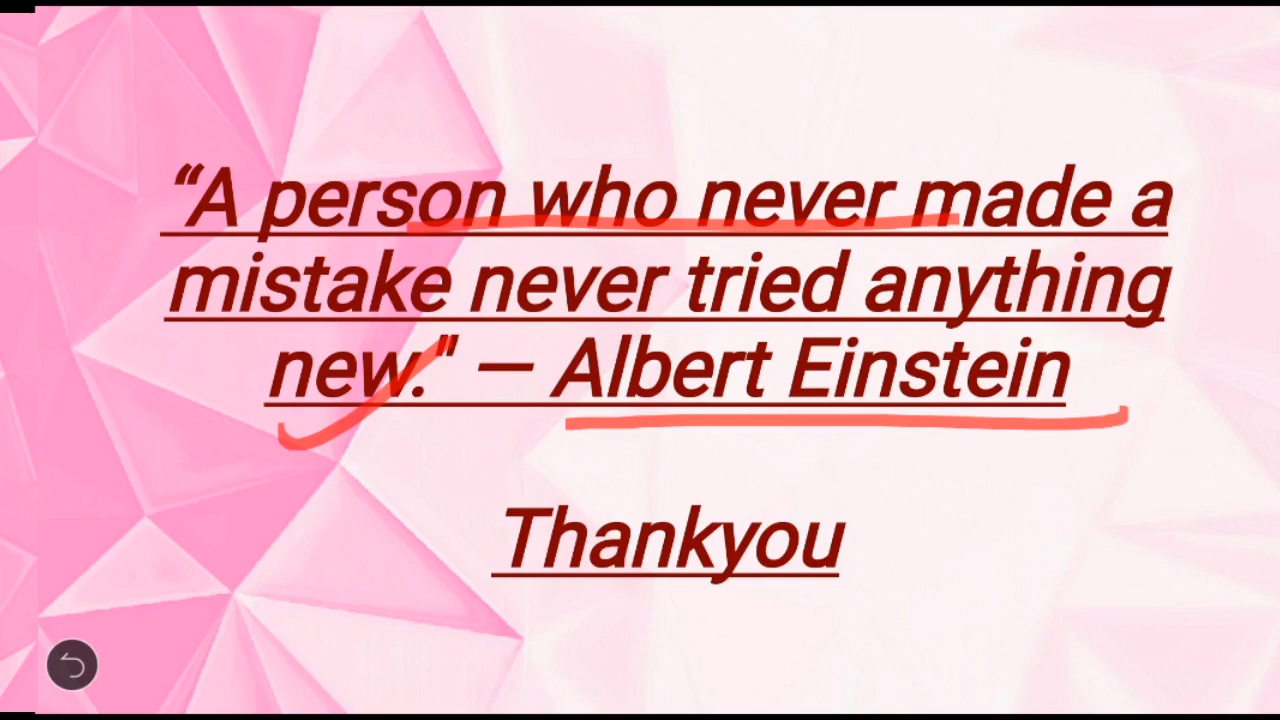 “A person who never made a
mistake never tried anything
new." — Albert Einstein
Thankyou